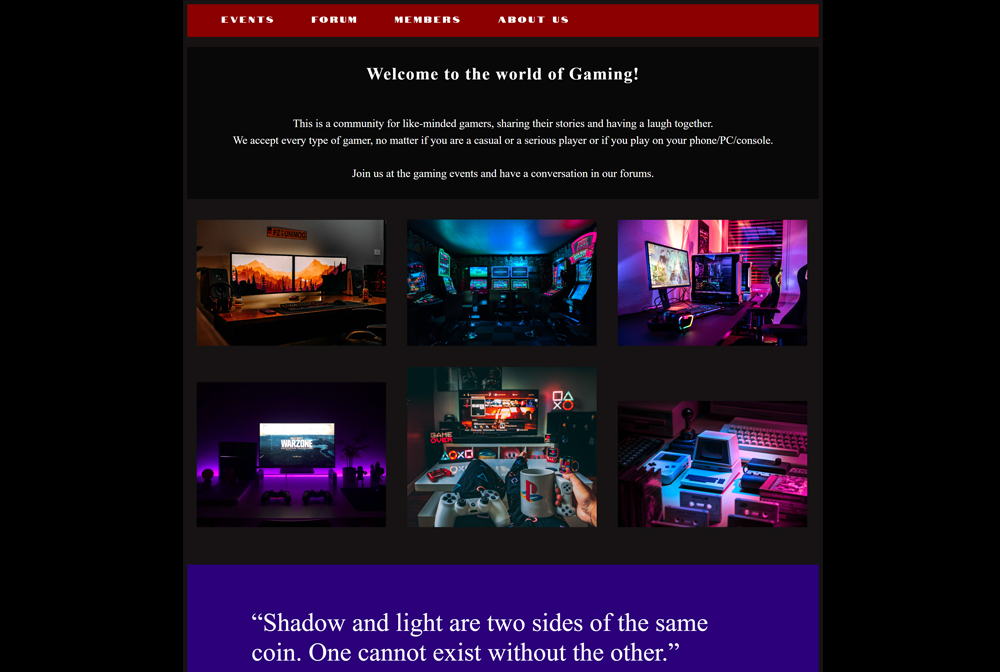 EVENTS FORUM MEMBERS ABOUT US
Welcome to the world of Gaming!
This is a community for like-minded gamers, sharing their stories and having a laugh together.
We accept every type of gamer, no matter if you are a casual or a serious player or if you play on your phone/PC/console.
Join us at the gaming events and have a conversation in our forums.
WARZONE
GAME
OVER
“Shadow and light are two sides of the same
coin. One cannot exist without the other.”